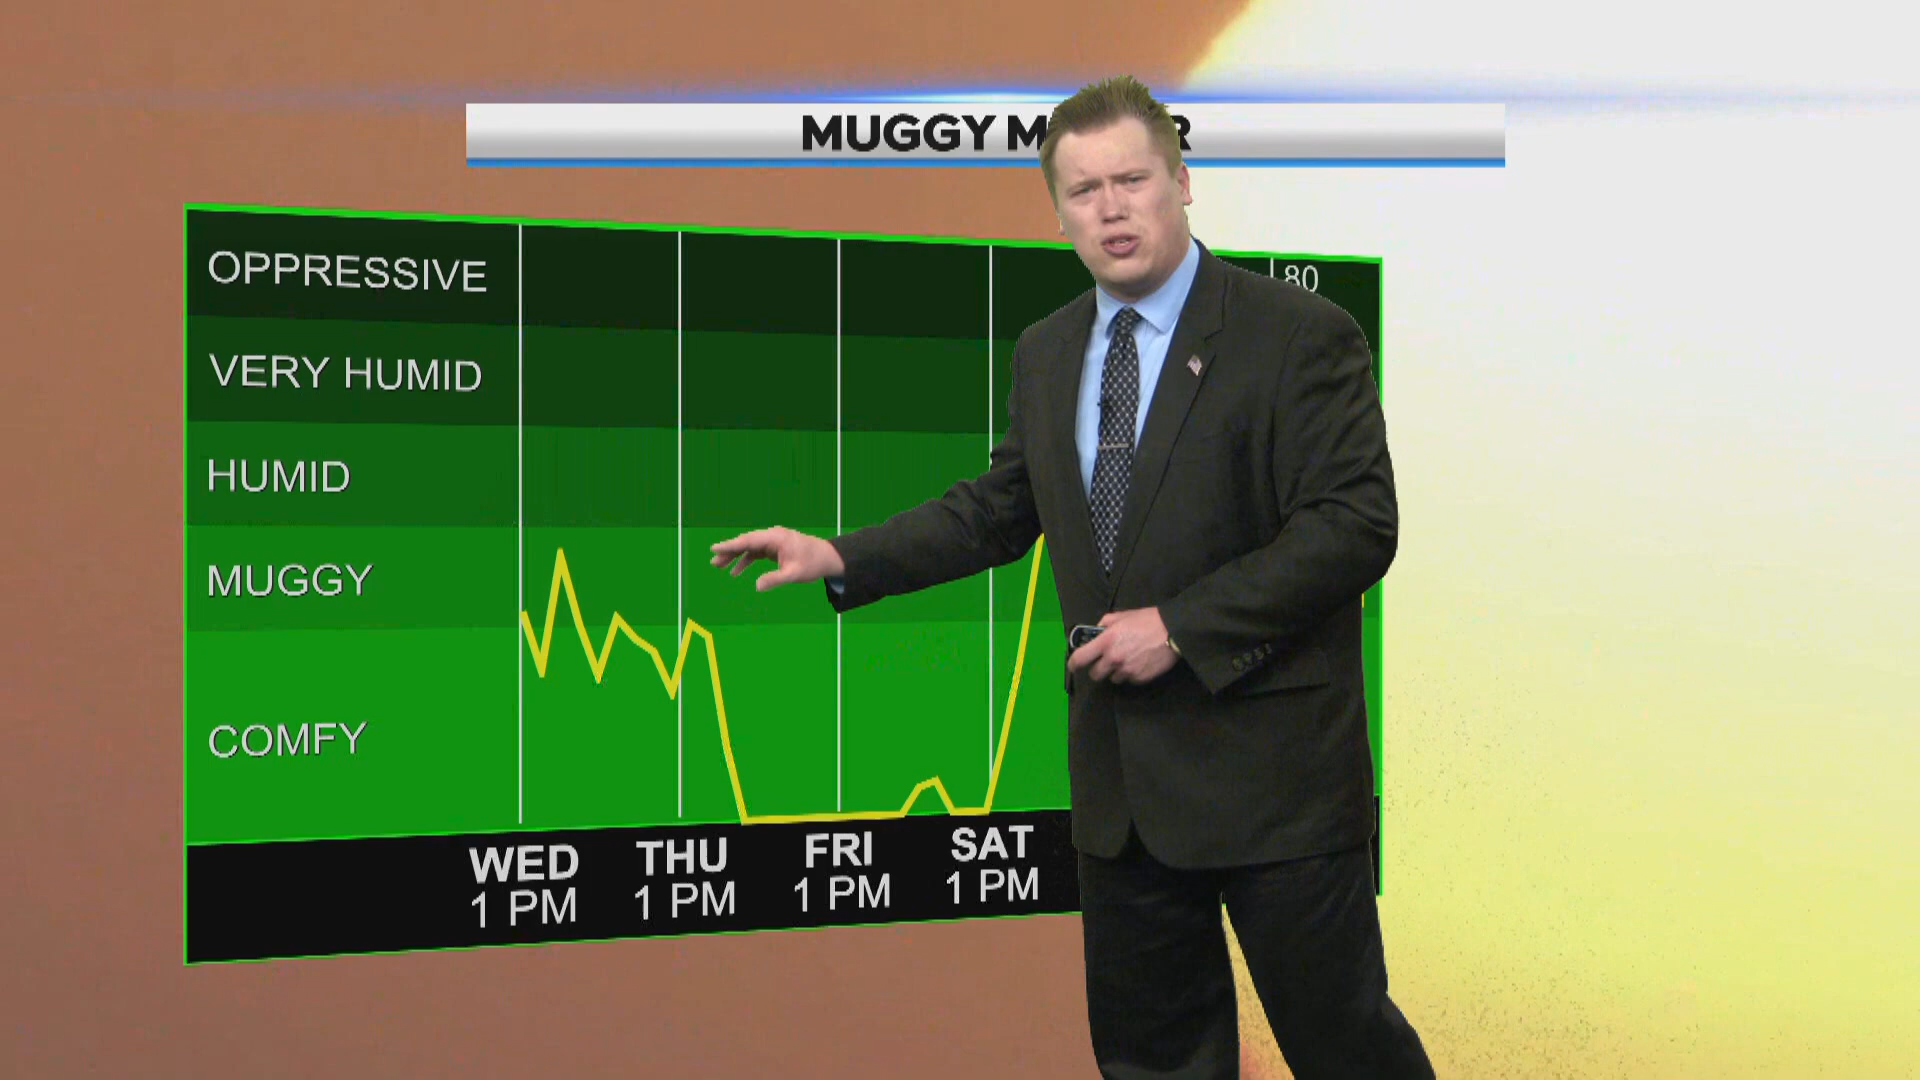 MUGGY M
R
OPPRESSIVE
80
VERY HUMID
HUMID
MUGGY
COMFY
WED THU FRI SAT
1 PM 1 PM 1 PM 1 PM